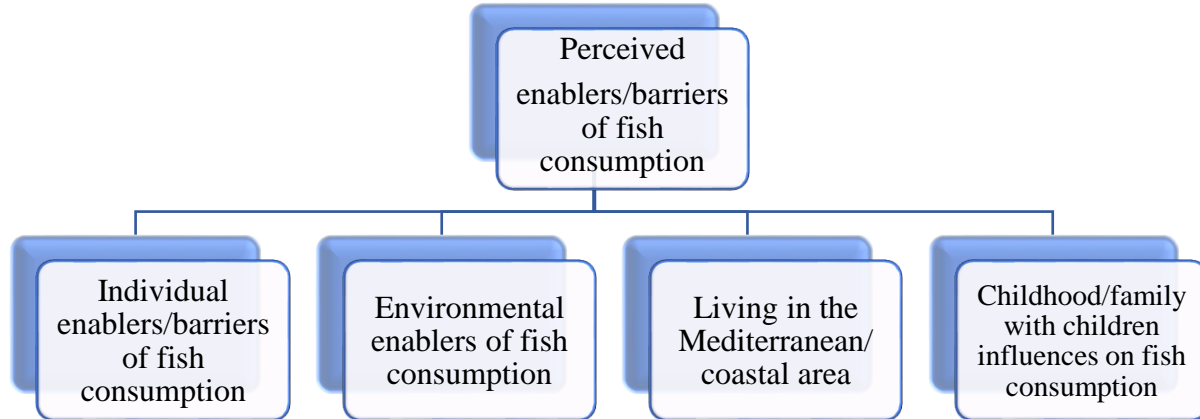 Perceived
enablers/barriers
of fish
consumption
Individual
enablers/barriers
of fish
consumption
Environmental
enablers of fish
consumption
Living in the
Mediterranean/
coastal area
Childhood/family
with children
influences on fish
consumption